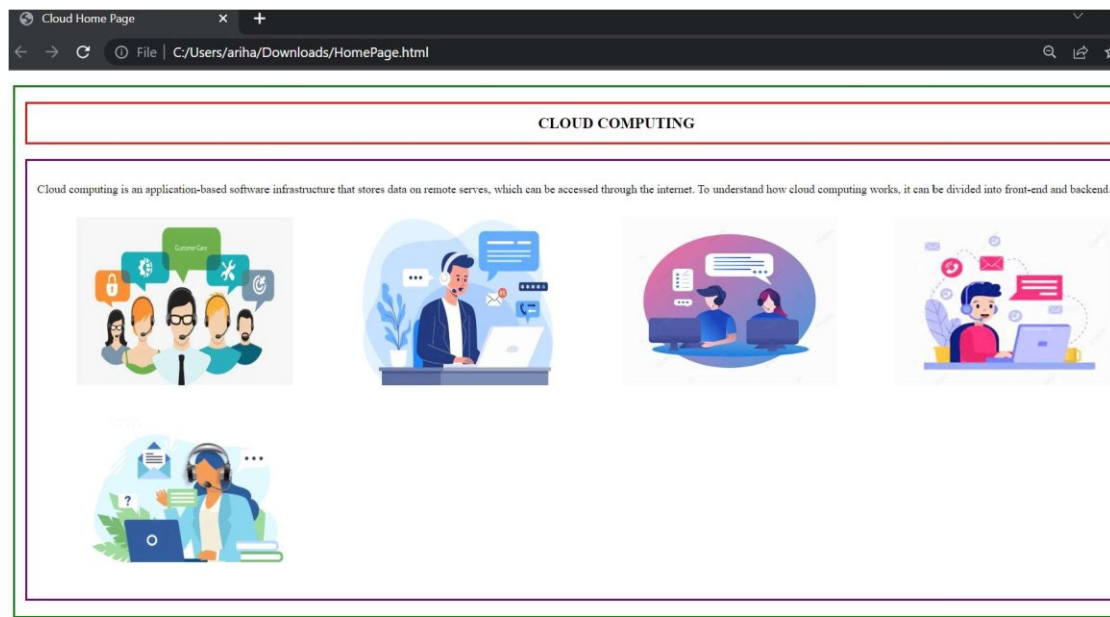 Cloud Home Page
File | C:/Users/ariha/Downloads/HomePage.html
CLOUD COMPUTING
Cloud computing is an application-based software infrastructure that stores data on remote serves, which can be accessed through the internet. To understand how cloud computing works, it can be divided into front-end and backend.
Customer Care
?